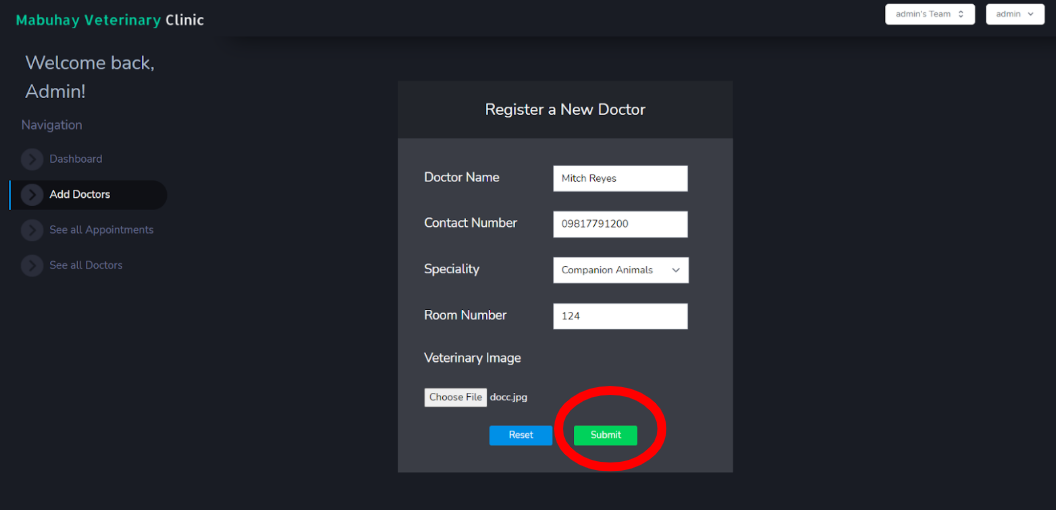 Mabuhay Veterinary Clinic
admin's Team
admin
Welcome back,
Admin!
Navigation
Dashboard
Add Doctors
See all Appointments
See all Doctors
Register a New Doctor
Doctor Name
Mitch Reyes
Contact Number
09817791200
Speciality
Companion Animals
Room Number
124
Veterinary Image
Choose File docc.jpg
Reset
Submit